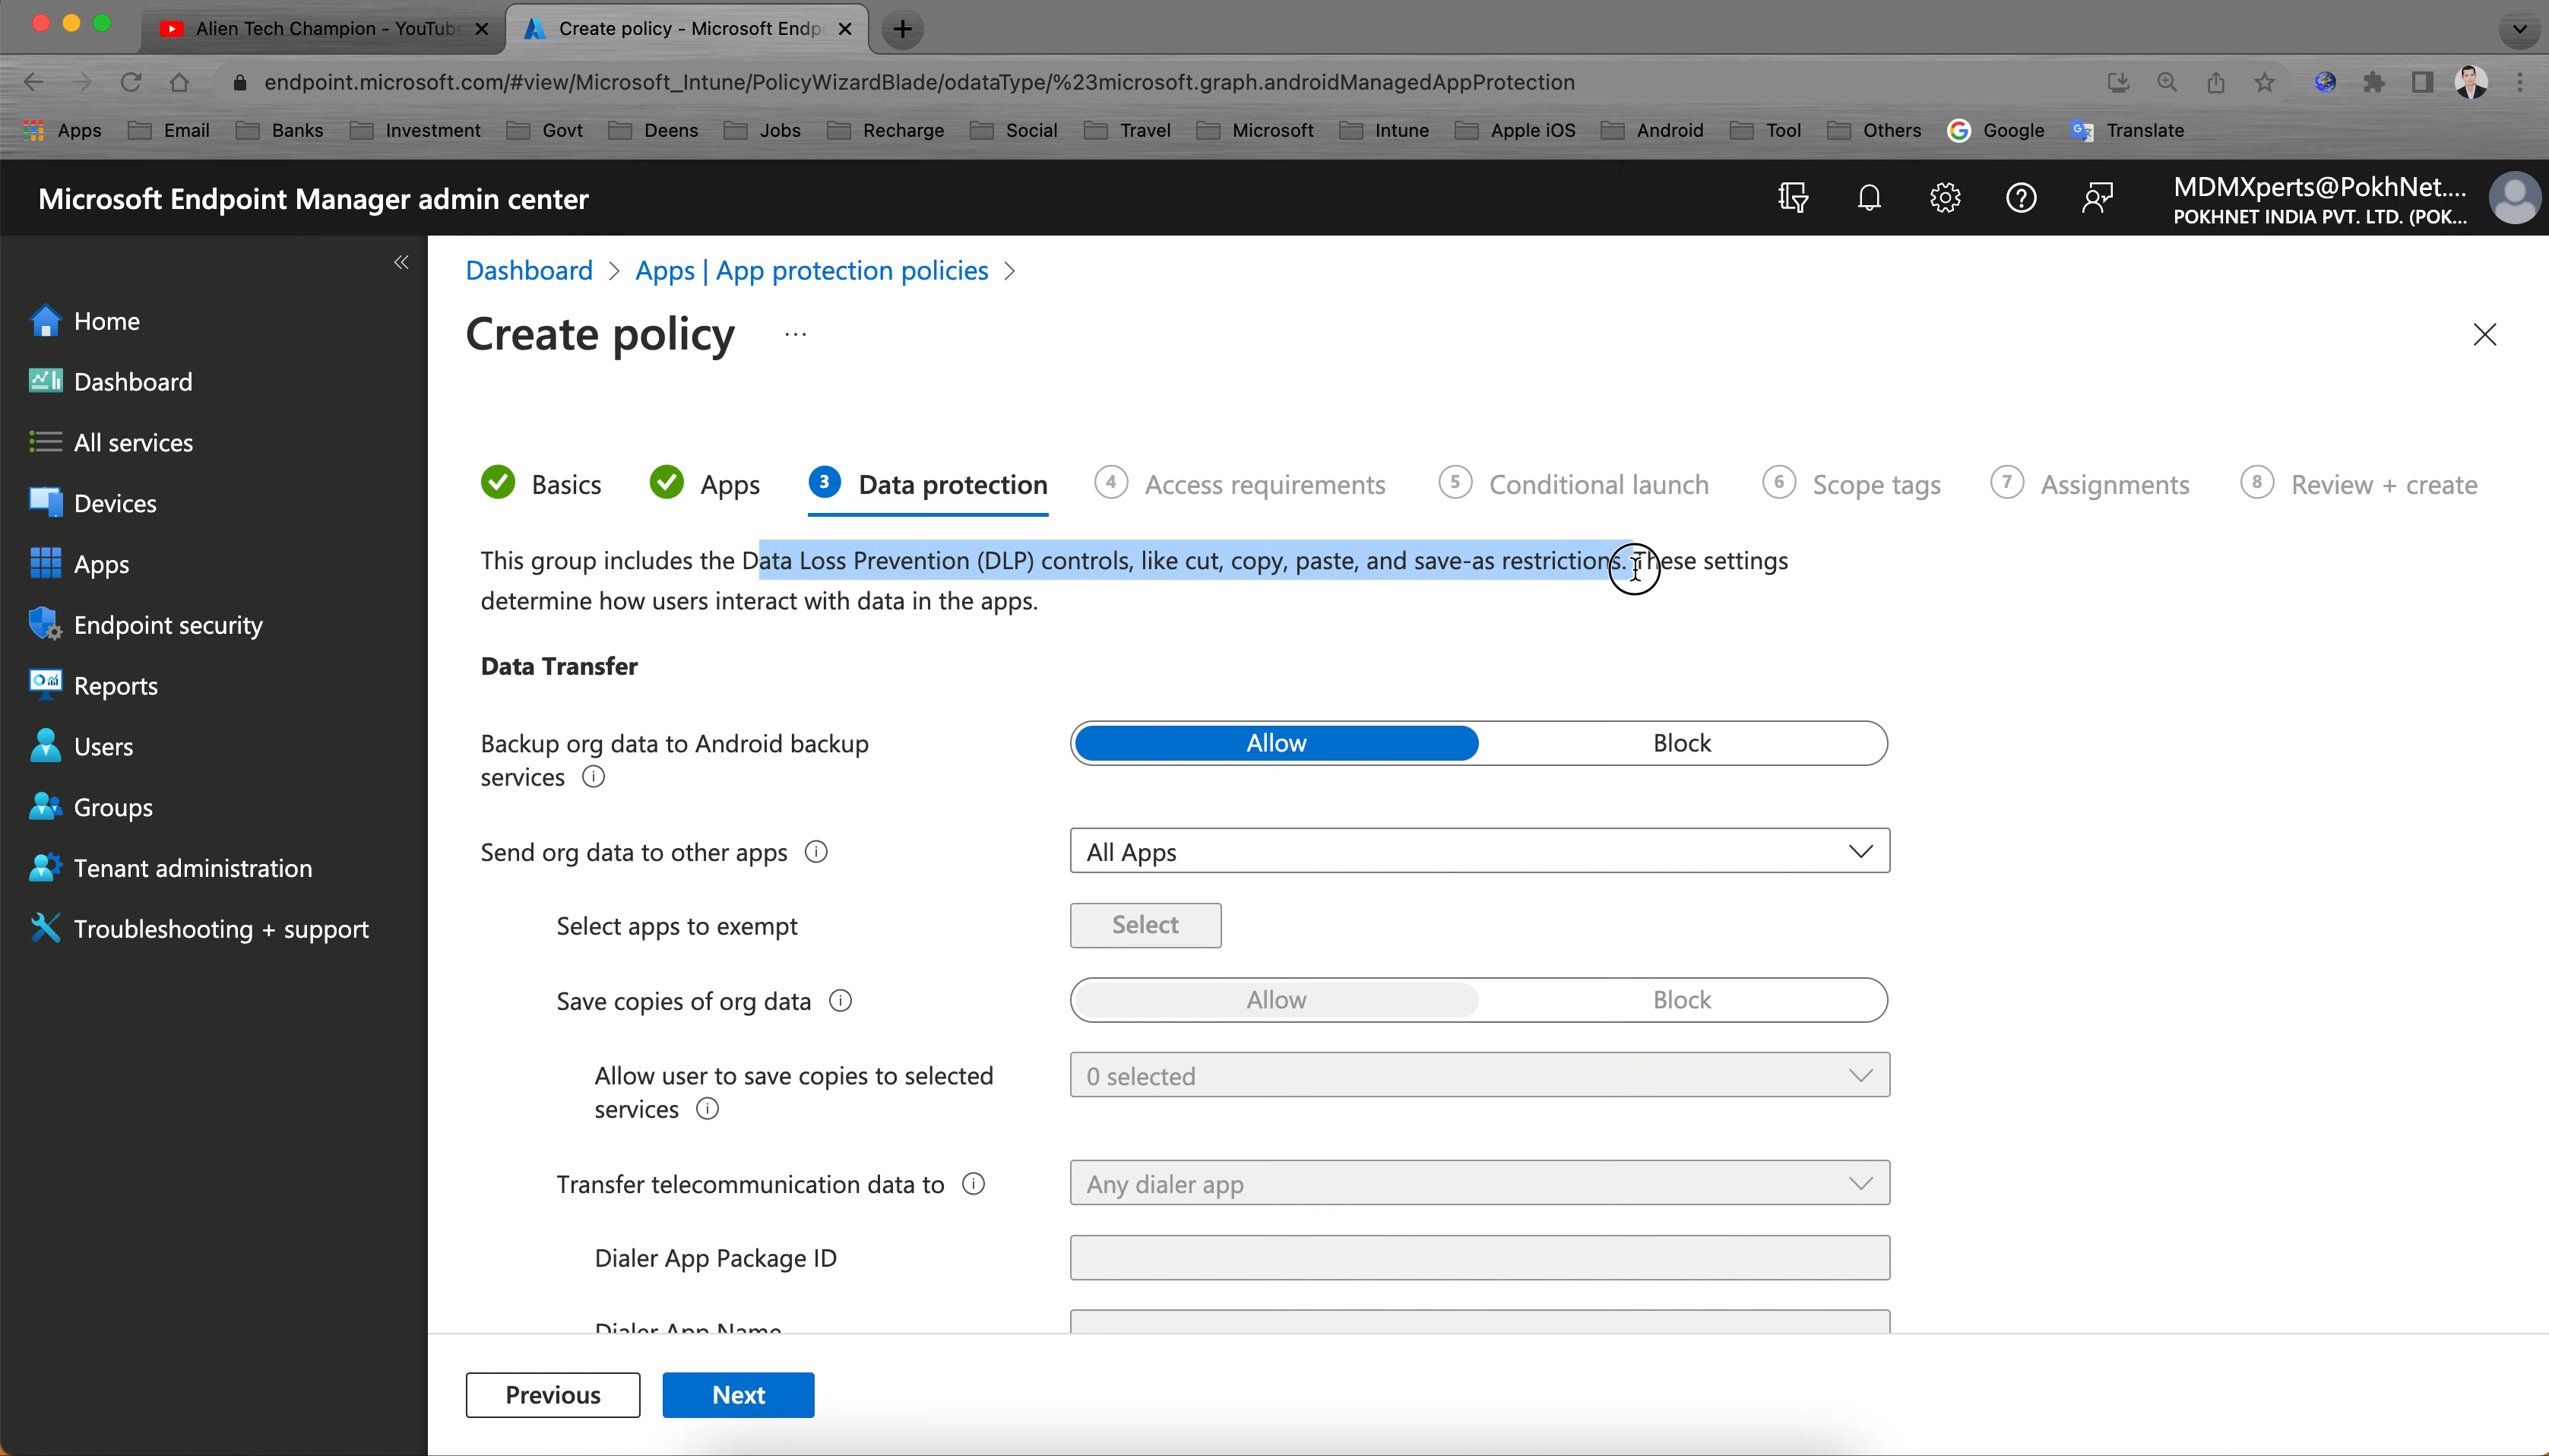 Alien Tech Champion - YouTub
Create policy - Microsoft Endp
endpoint.microsoft.com/#view/Microsoft_Intune/PolicyWizardBlade/odataType/%23microsoft.graph.androidManagedAppProtection
Apps Email Banks Investment Govt Deens Jobs Recharge Social Travel Microsoft Intune Apple iOS Android Tool Others Google Translate
Microsoft Endpoint Manager admin center
MDMXperts@PokhNet....
POKHNET INDIA PVT. LTD. (POK...
Home
Dashboard
All services
Devices
Apps
Endpoint security
Reports
Users
Groups
Tenant administration
Troubleshooting + support
Dashboard > Apps | App protection policies >
Create policy ...
Basics Apps 3 Data protection 4 Access requirements 5 Conditional launch 6 Scope tags 7 Assignments 8 Review + create
This group includes the Data Loss Prevention (DLP) controls, like cut, copy, paste, and save-as restrictions. These settings
determine how users interact with data in the apps.
Data Transfer
Backup org data to Android backup
services
Allow Block
Send org data to other apps
All Apps
Select apps to exempt
Select
Save copies of org data
Allow Block
Allow user to save copies to selected
services
0 selected
Transfer telecommunication data to
Any dialer app
Dialer App Package ID
Dialer App Name
Previous Next